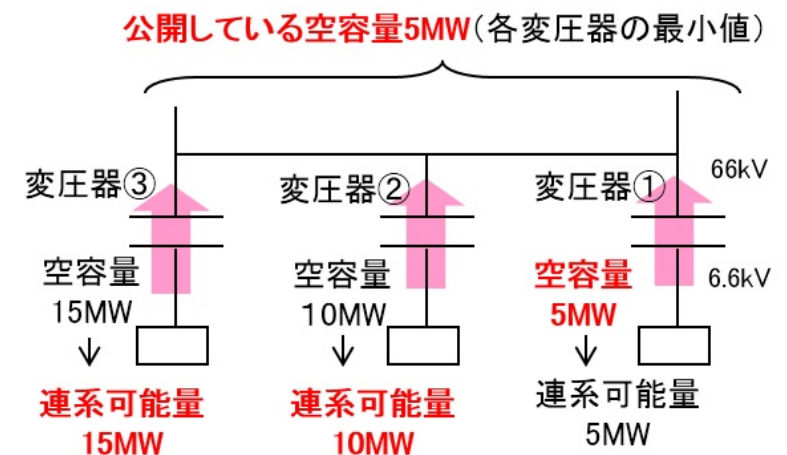 公開している空容量5MW(各変圧器の最小値)
変圧器③
変圧器②
変圧器①
66kV
空容量
15MW
空容量
10MW
空容量
5MW
6.6kV
連系可能量
15MW
連系可能量
10MW
連系可能量
5MW